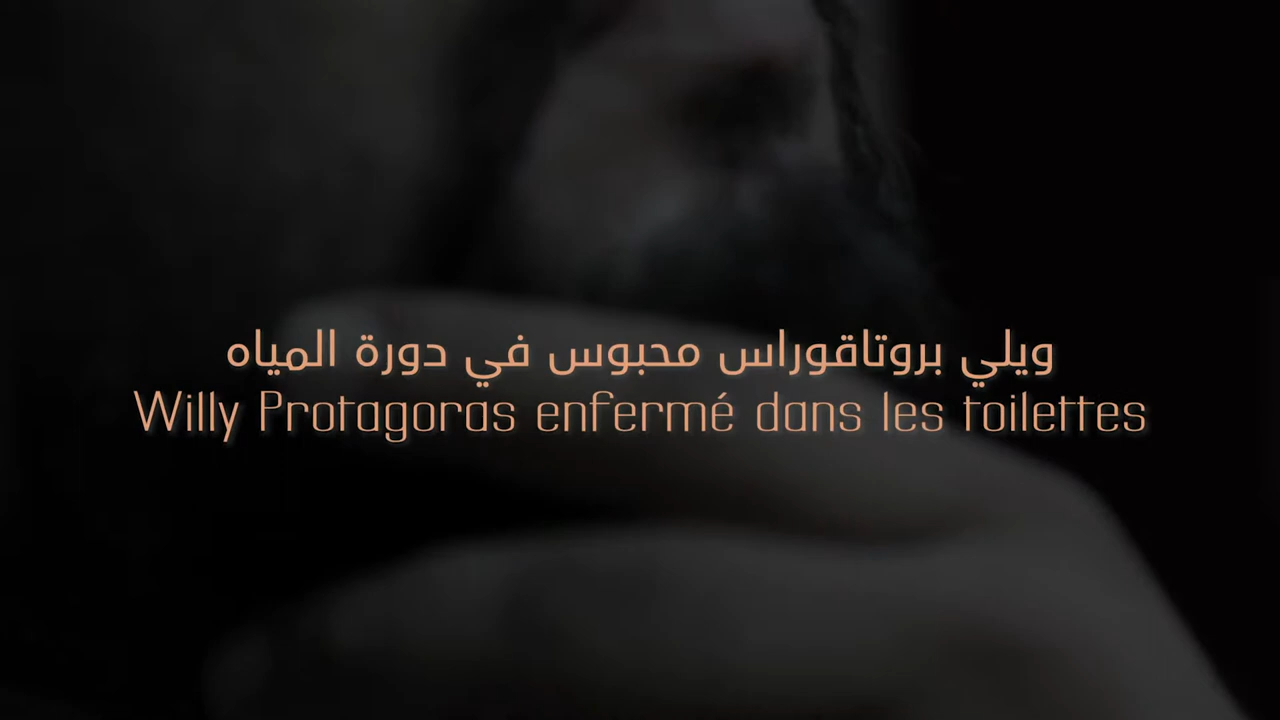 ويلي بروتاقوراس محبوس في دورة المياه
Willy Protagoras enfermé dans les toilettes